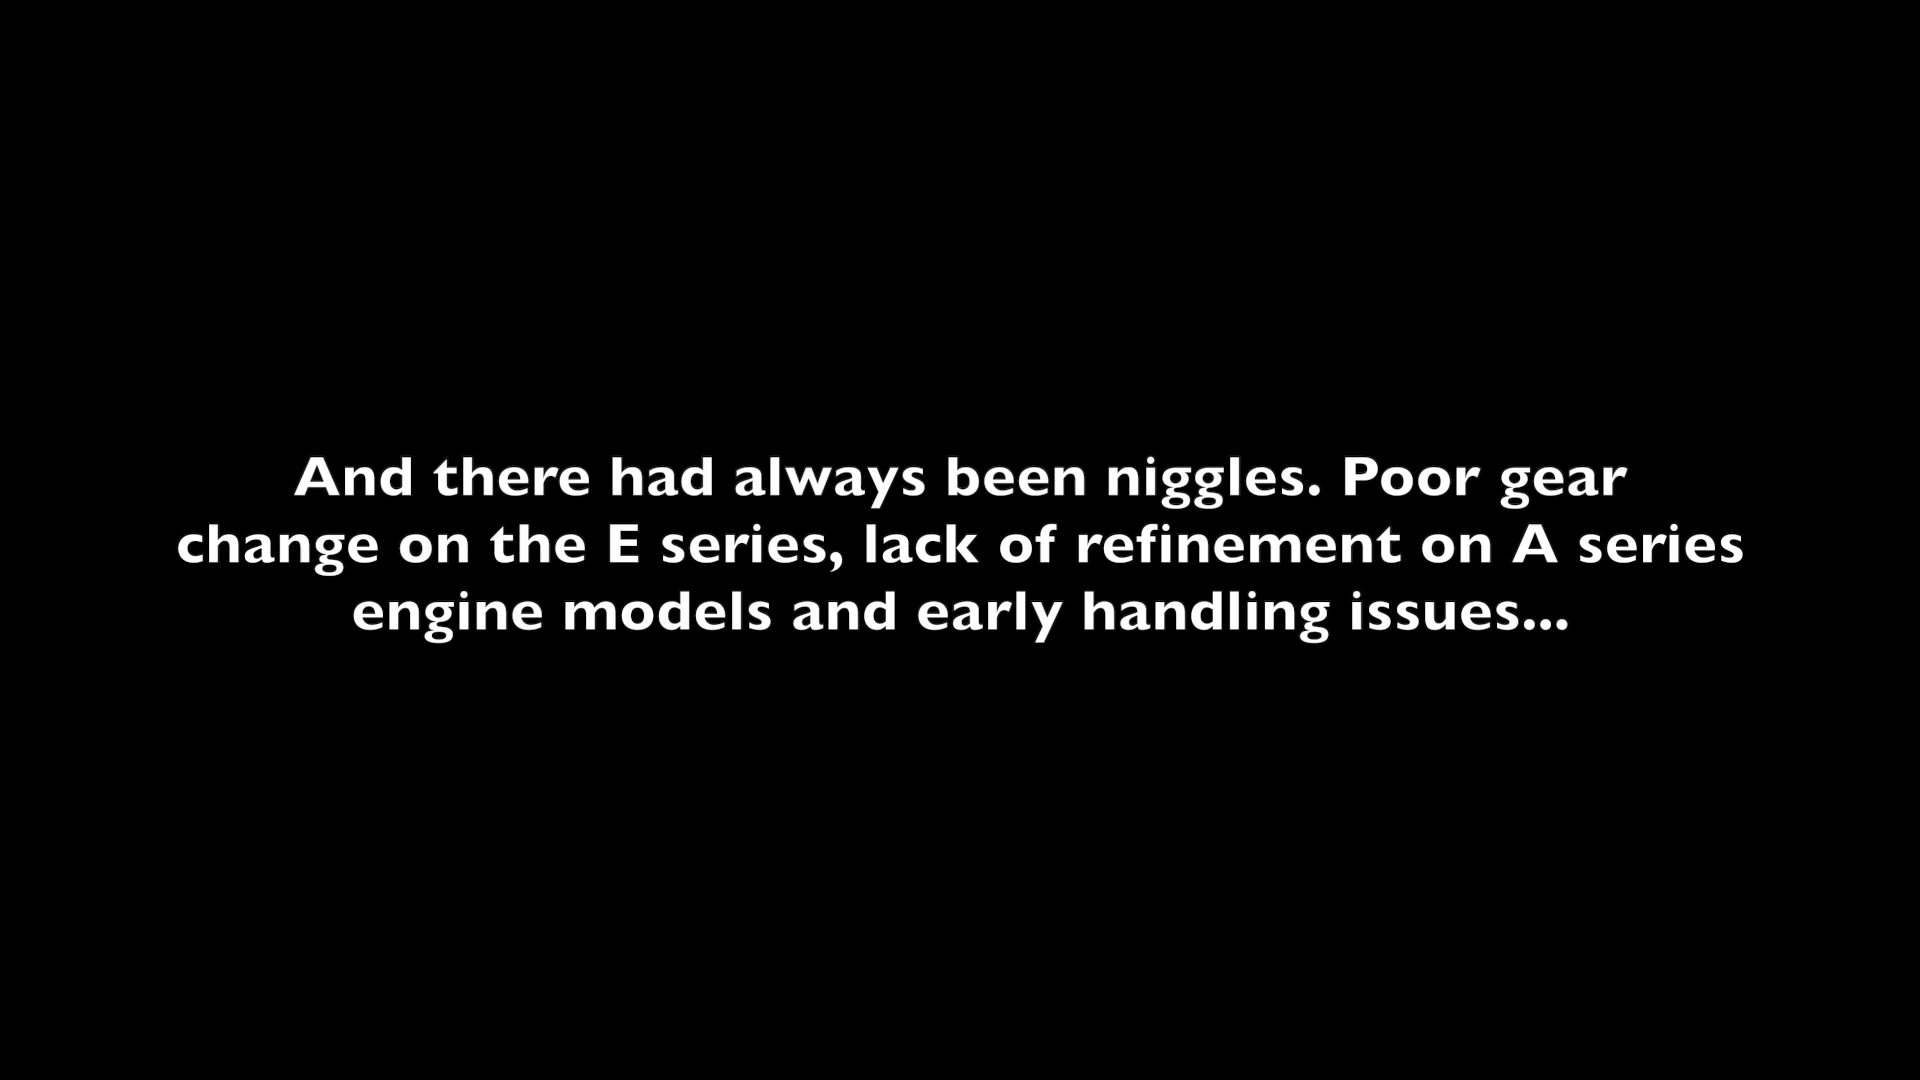 And there had always been niggles. Poor gear
change on the E series, lack of refinement on A series
engine models and early handling issues...